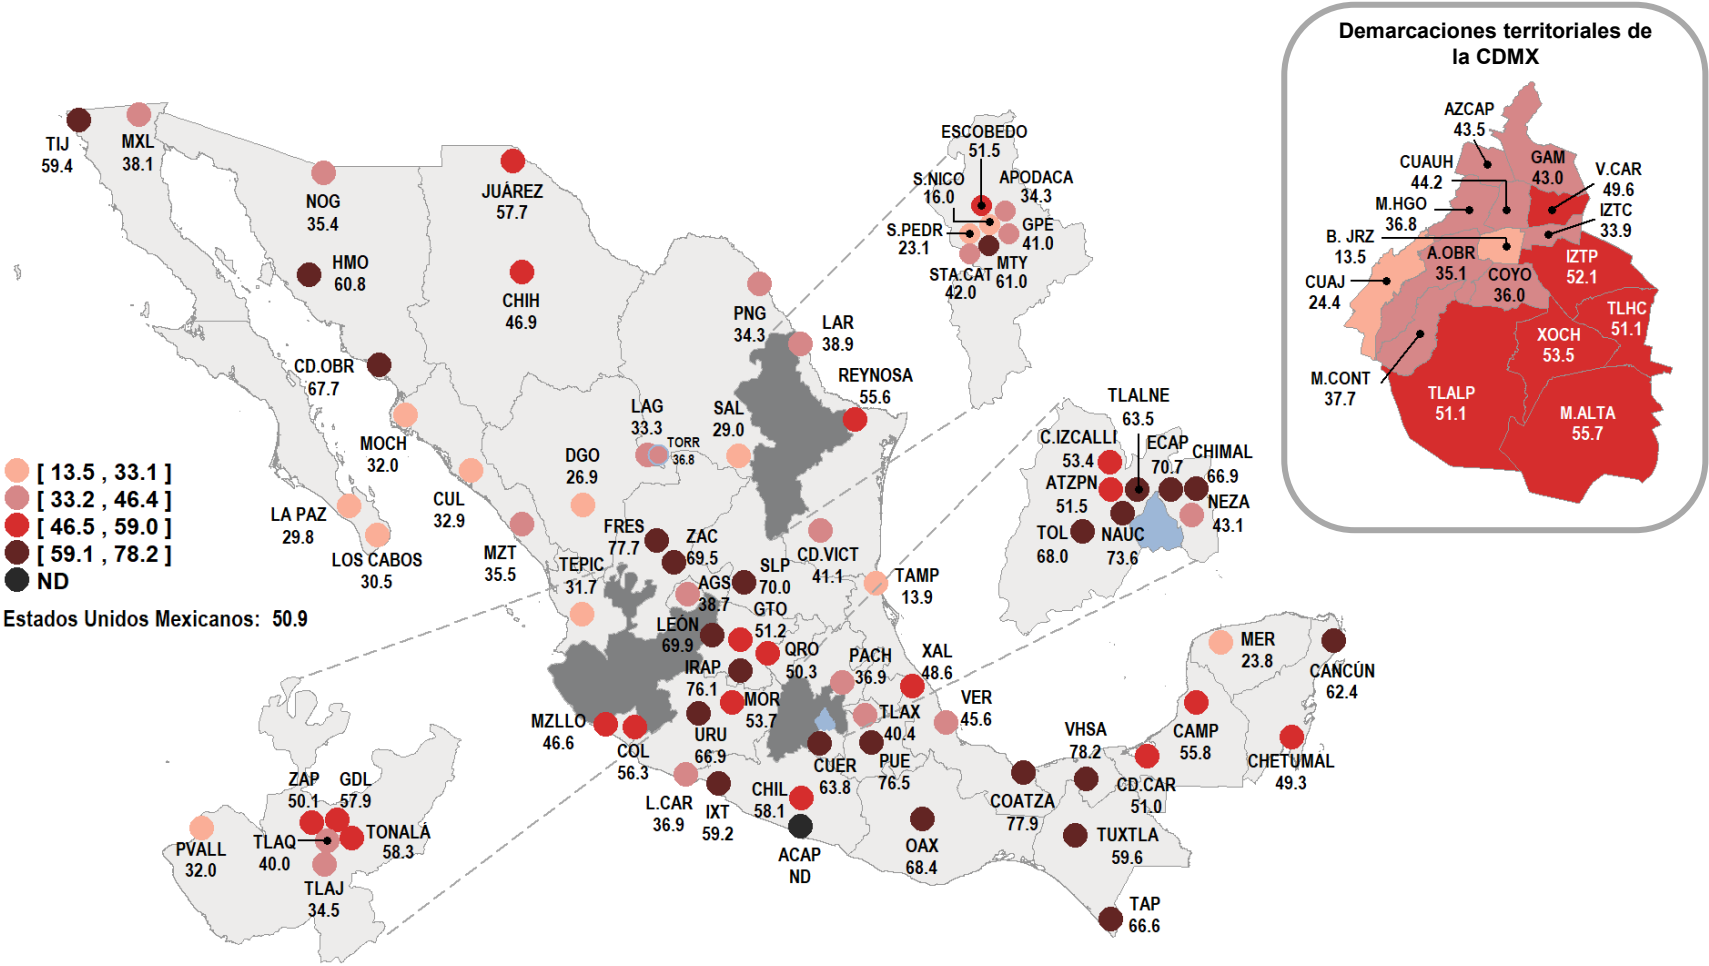 Demarcaciones territoriales de
la CDMX
AZCAP
43.5
CUAUH
44.2
GAM
43.0
V.CAR
49.6
M.HGO
36.8
IZTC
33.9
B. JRZ
13.5
A.OBR
35.1
IZTP
52.1
CUAJ
24.4
COYO
36.0
TLHC
51.1
XOCH
53.5
M.CONT
37.7
TLALP
51.1
M.ALTA
55.7
TIJ
59.4
MXL
38.1
NOG
35.4
JUÁREZ
57.7
HMO
60.8
CHIH
46.9
CD.OBR
67.7
MOCH
32.0
PNG
34.3
LAR
38.9
REYNOSA
55.6
LAG
33.3
TORR
36.8
SAL
29.0
DGO
26.9
CUL
32.9
LA PAZ
29.8
LOS CABOS
30.5
MZT
35.5
TEPIC
31.7
FRES
77.7
ZAC
69.5
SLP
70.0
CD.VICT
41.1
TAMP
13.9
AGS
38.7
GTO
51.2
LEÓN
69.9
QRO
50.3
IRAP
76.1
PACH
36.9
XAL
48.6
VER
45.6
MOR
53.7
TLAX
40.4
MZLLO
46.6
COL
56.3
URU
66.9
CUER
63.8
PUE
76.5
L.CAR
36.9
IXT
59.2
CHIL
58.1
ACAP
ND
OAX
68.4
COATZA
77.9
VHSA
78.2
CD.CAR
51.0
TUXTLA
59.6
TAP
66.6
CAMP
55.8
MER
23.8
CANCÚN
62.4
CHETUMAL
49.3
ESCOBEDO
51.5
S.NICO
16.0
APODACA
34.3
S.PEDR
23.1
GPE
41.0
STA.CAT
42.0
MTY
61.0
TLALNE
63.5
C.IZCALLI
53.4
ECAP
70.7
CHIMAL
66.9
ATZPN
51.5
NEZA
43.1
TOL
68.0
NAUC
73.6
ZAP
50.1
GDL
57.9
TONALÁ
58.3
TLAQ
40.0
PVALL
32.0
TLAJ
34.5
[ 13.5 , 33.1 ]
[ 33.2 , 46.4 ]
[ 46.5 , 59.0 ]
[ 59.1 , 78.2 ]
ND
Estados Unidos Mexicanos: 50.9